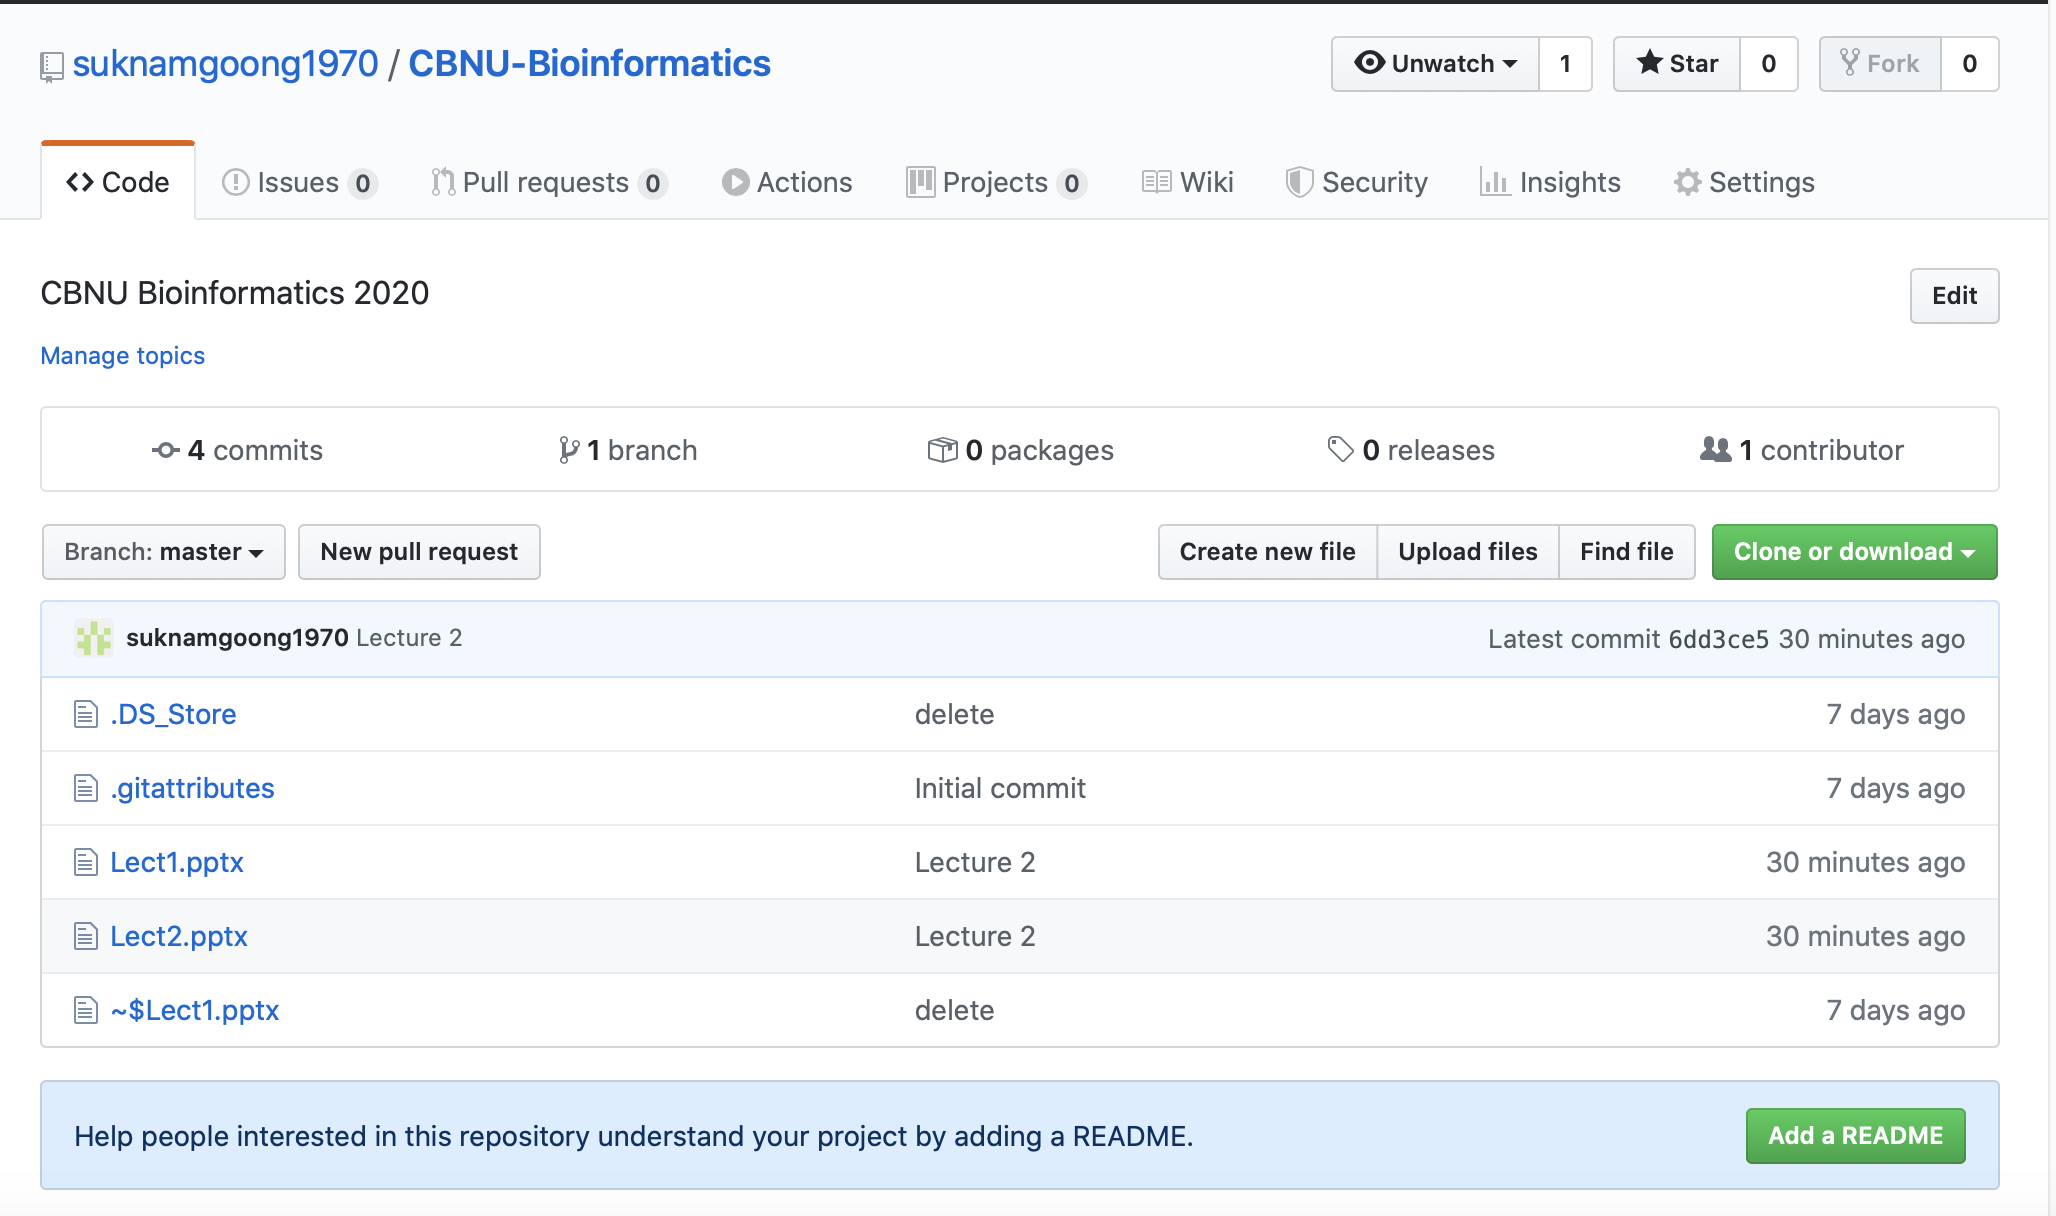 suknamgoong1970 / CBNU-Bioinformatics Unwatch 1 Star 0 Fork 0
Code Issues 0 Pull requests 0 Actions Projects 0 Wiki Security Insights Settings
CBNU Bioinformatics 2020 Edit
Manage topics
4 commits 1 branch 0 packages 0 releases 1 contributor
Branch: master New pull request Create new file Upload files Find file Clone or download
suknamgoong1970 Lecture 2 Latest commit 6dd3ce5 30 minutes ago
.DS_Store delete 7 days ago
.gitattributes Initial commit 7 days ago
Lect1.pptx Lecture 2 30 minutes ago
Lect2.pptx Lecture 2 30 minutes ago
~$Lect1.pptx delete 7 days ago
Help people interested in this repository understand your project by adding a README. Add a README